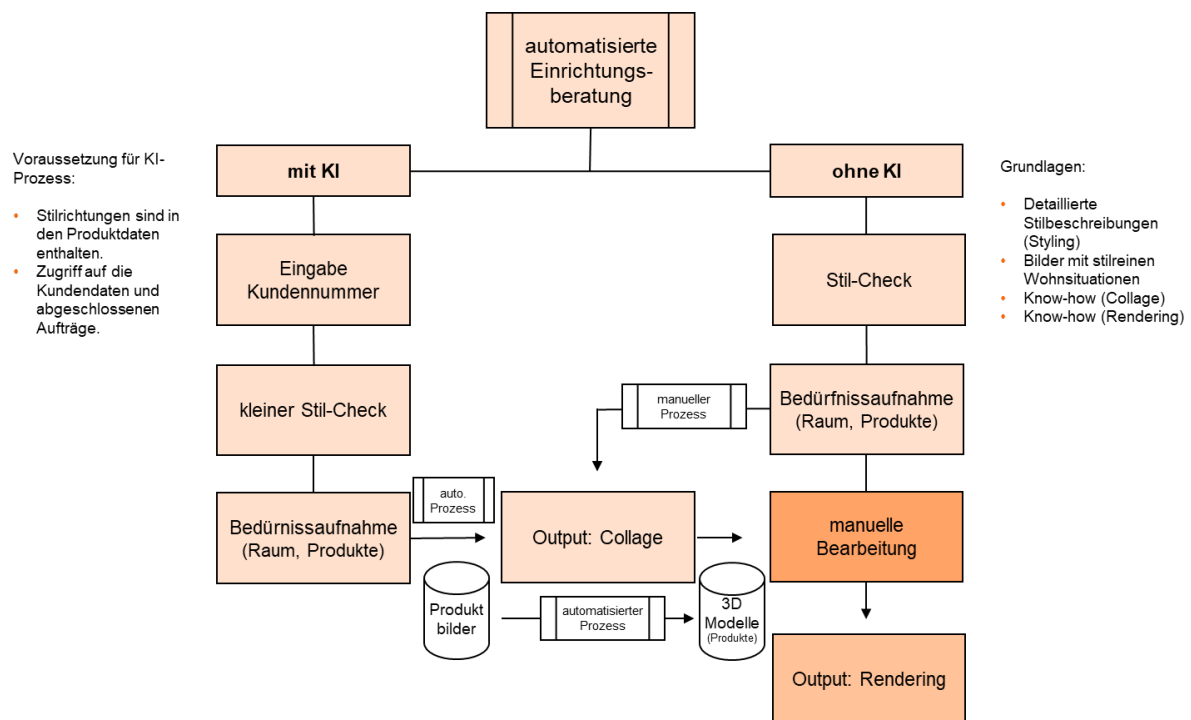 automatisierte
Einrichtungs-
beratung
Voraussetzung für KI-
Prozess:
• Stilrichtungen sind in
den Produktdaten
enthalten.
• Zugriff auf die
Kundendaten und
abgeschlossenen
Aufträge.
mit KI
Eingabe
Kundennummer
kleiner Stil-Check
Bedürnissaufnahme
(Raum, Produkte)
auto.
Prozess
Produkt
bilder
Output: Collage
automatisierter
Prozess
manueller
Prozess
3D
Modelle
(Produkte)
ohne KI
Stil-Check
Bedürfnissaufnahme
(Raum, Produkte)
manuelle
Bearbeitung
Output: Rendering
Grundlagen:
• Detaillierte
Stilbeschreibungen
(Styling)
• Bilder mit stilreinen
Wohnsituationen
• Know-how (Collage)
• Know-how (Rendering)